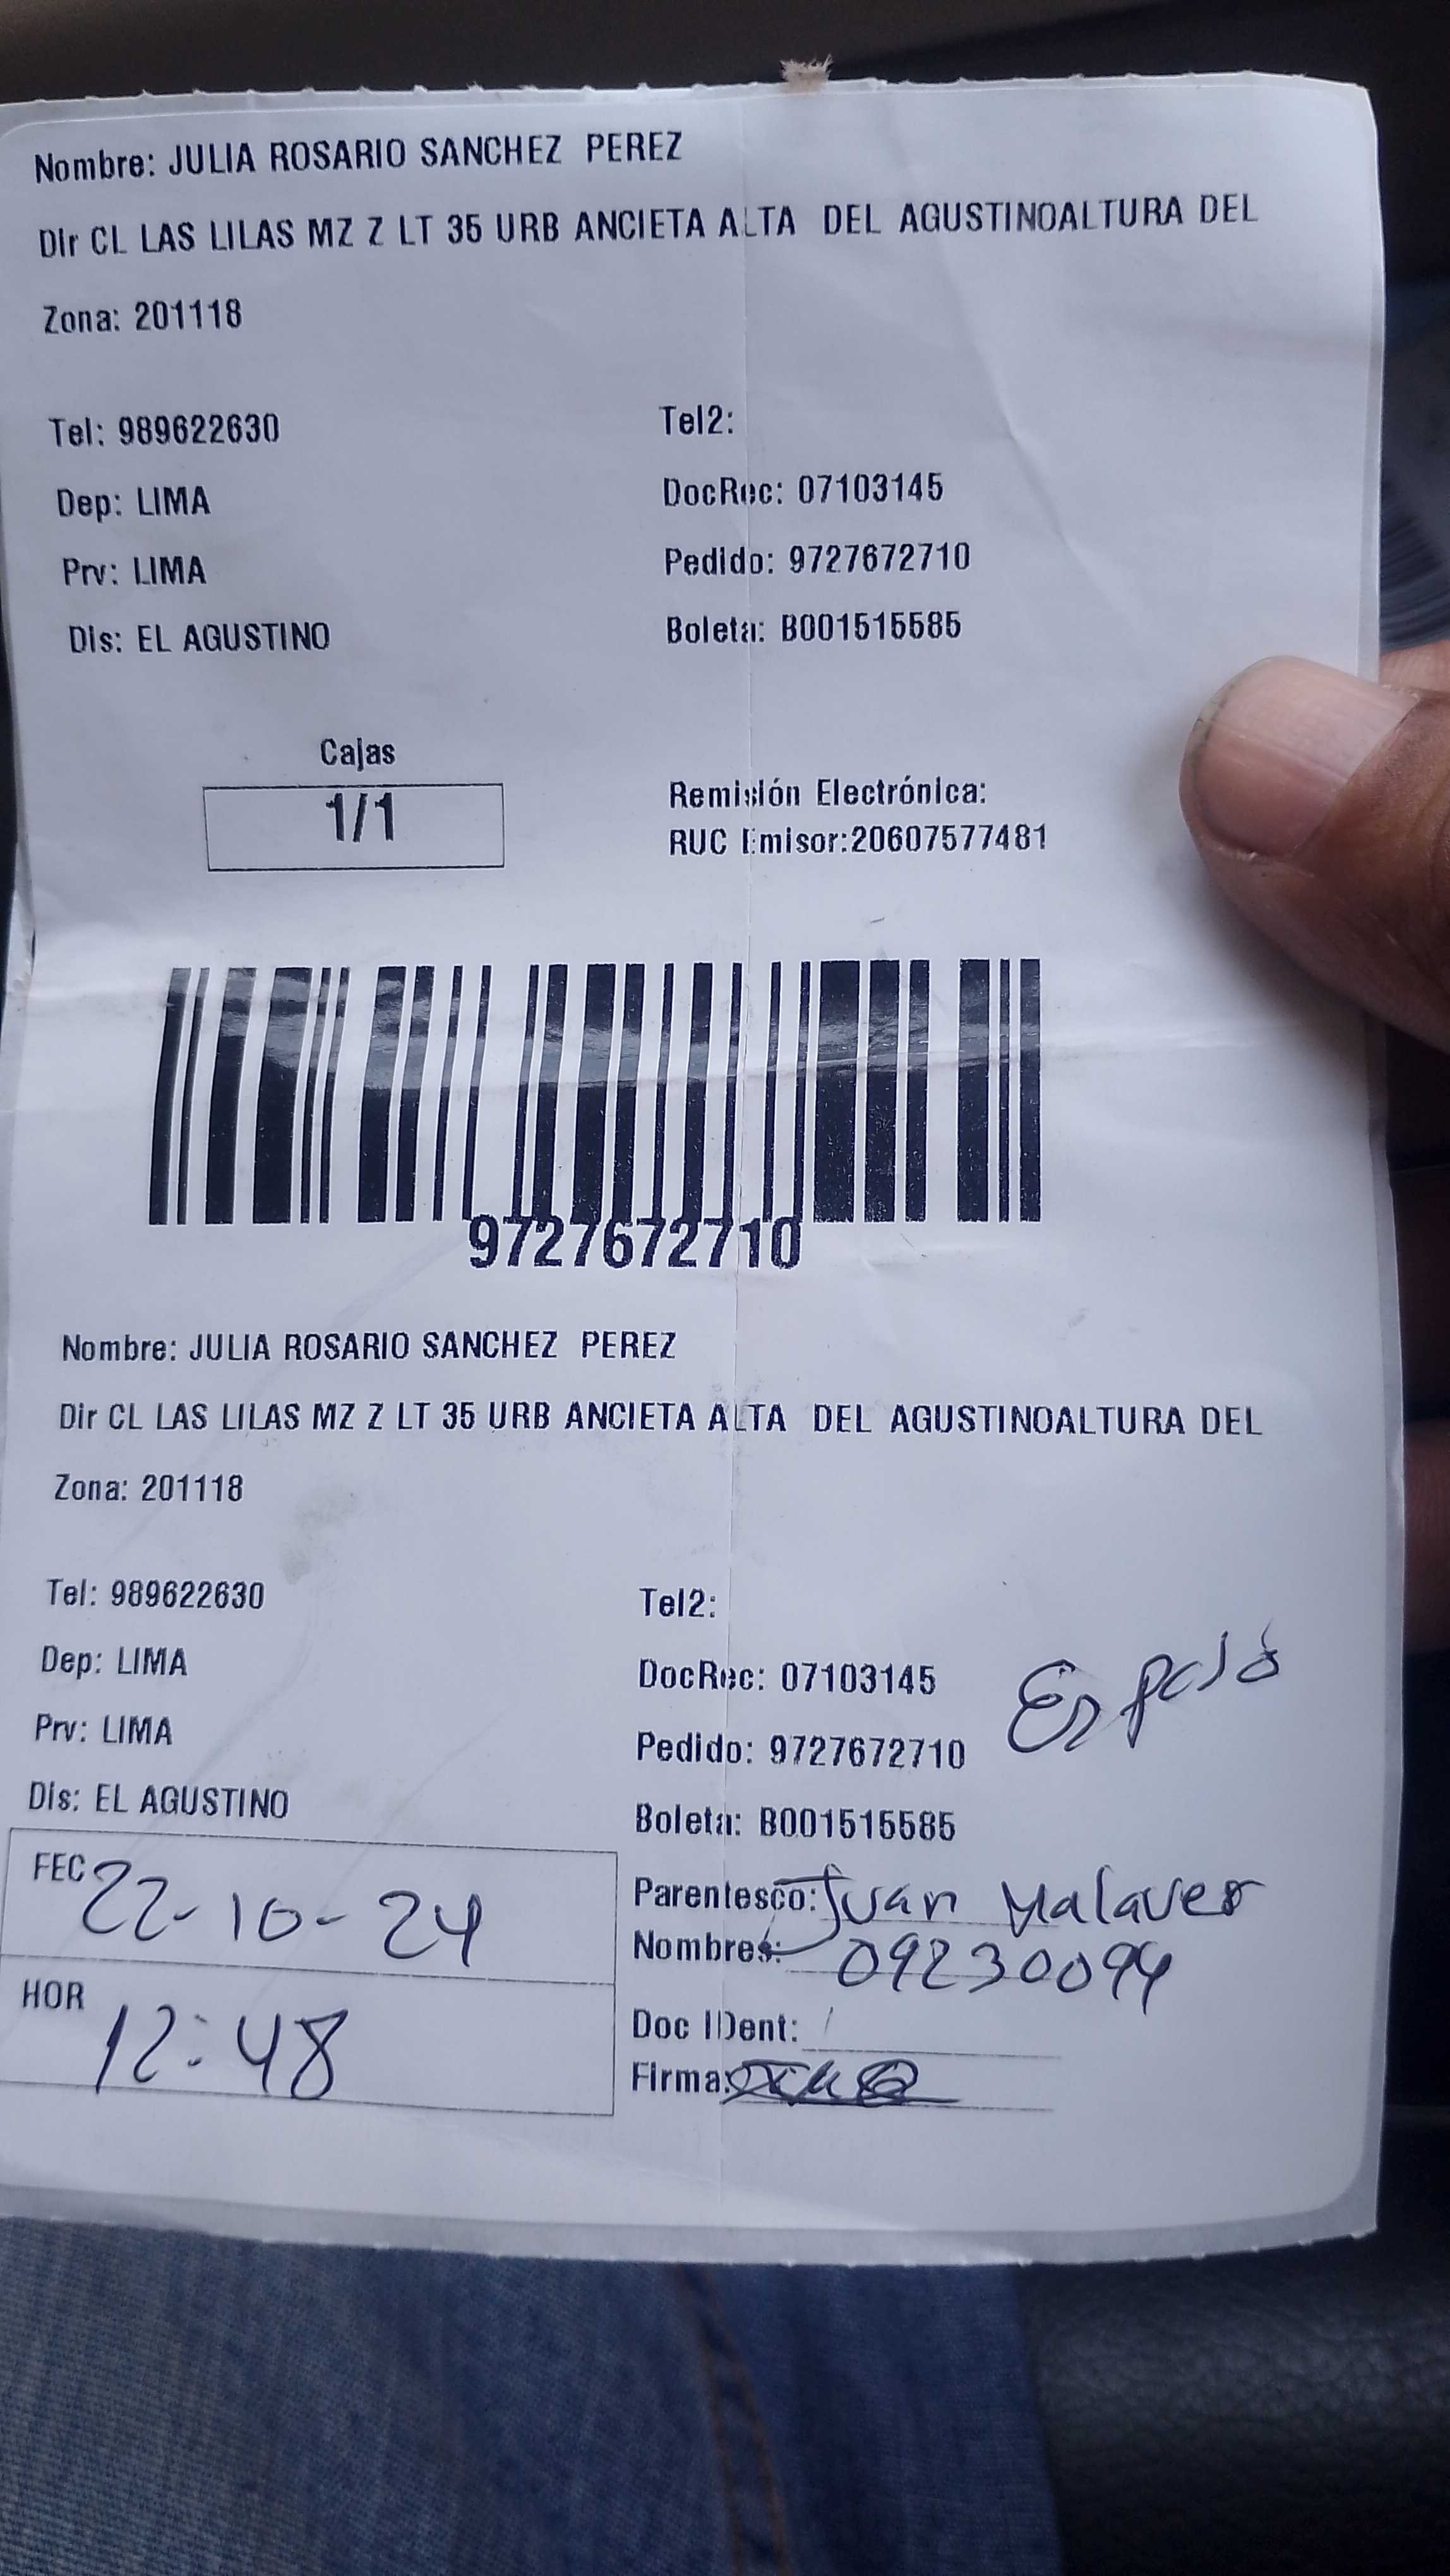 Nombre: JULIA ROSARIO SANCHEZ PEREZ
Dir CL LAS LILAS MZ Z LT 35 URB ANCIETA ALTA DEL AGUSTINOALTURA DEL
Zona: 201118
Tel: 989622630 Tel2:
Dep: LIMA DocRec: 07103145
Prv: LIMA Pedido: 9727672710
Dis: EL AGUSTINO Boleta: B001515585
Cajas
1/1
Remisión Electrónica:
RUC Emisor:20607577481
9727672710
Nombre: JULIA ROSARIO SANCHEZ PEREZ
Dir CL LAS LILAS MZ Z LT 35 URB ANCIETA ALTA DEL AGUSTINOALTURA DEL
Zona: 201118
Tel: 989622630 Tel2:
Dep: LIMA DocRec: 07103145
Prv: LIMA Pedido: 9727672710
Dis: EL AGUSTINO Boleta: B001515585
FEC 22-10-24
HOR 12:48
Parentesco: Juan Malaver
Nombres: 09230094
Doc IDent:
Firma: